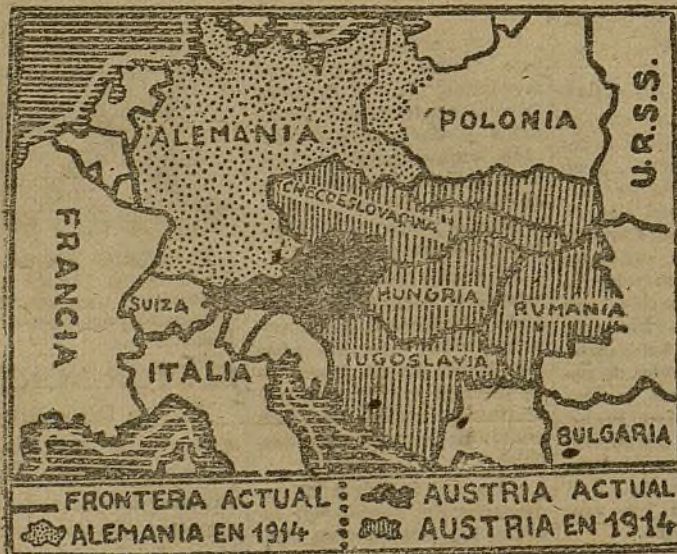 ALEMANIA
POLONIA
U.R.S.S.
CHECOESLOVAQUIA
FRANCIA
SUIZA
HUNGRIA
RUMANIA
ITALIA
IUGOSLAVIA
BULGARIA
FRONTERA ACTUAL
AUSTRIA ACTUAL
ALEMANIA EN 1914
AUSTRIA EN 1914